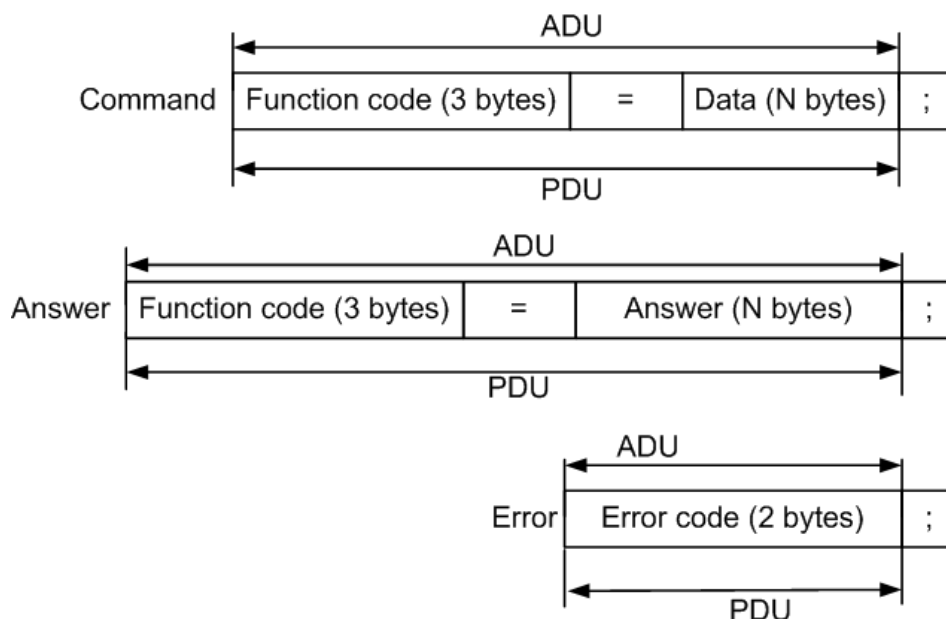 ADU
Command Function code (3 bytes) = Data (N bytes) ;
PDU
ADU
Answer Function code (3 bytes) = Answer (N bytes) ;
PDU
ADU
Error Error code (2 bytes) ;
PDU